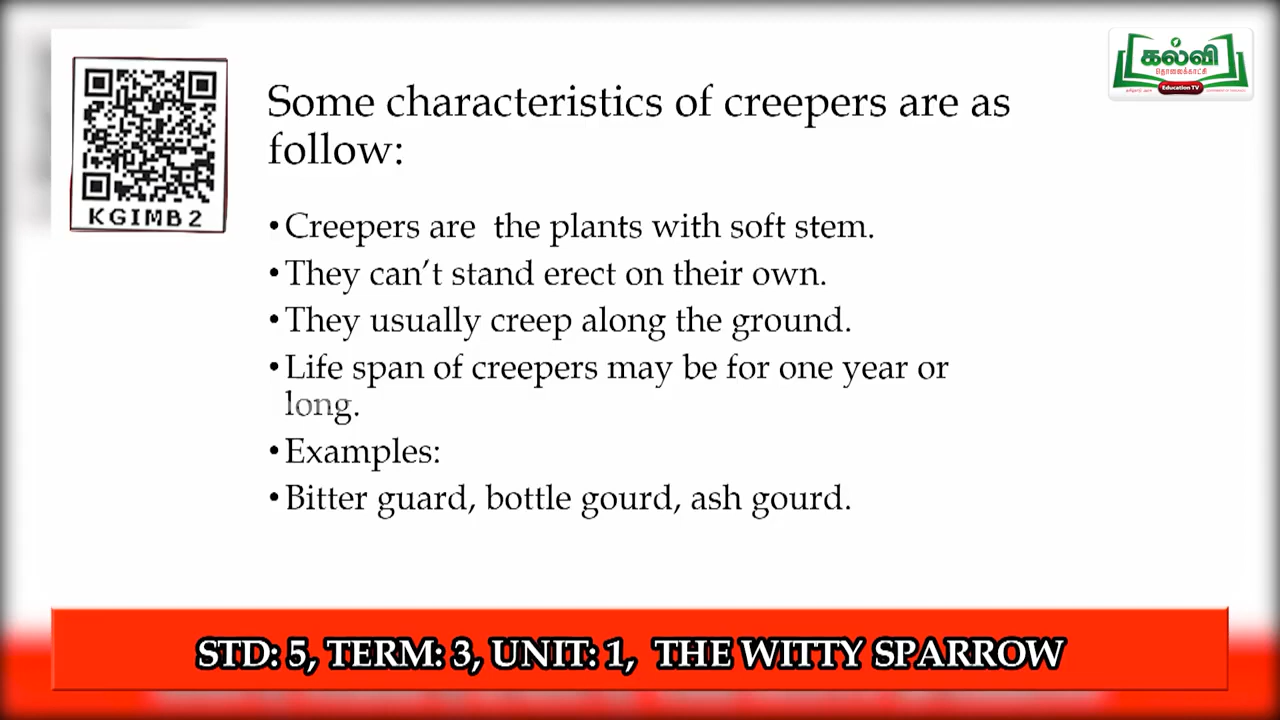 கல்வி
தொலைக்காட்சி
Education TV
KGIMB2
Some characteristics of creepers are as
follow:
•Creepers are the plants with soft stem.
•They can’t stand erect on their own.
•They usually creep along the ground.
•Life span of creepers may be for one year or
long.
•Examples:
•Bitter guard, bottle gourd, ash gourd.
STD: 5, TERM: 3, UNIT: 1, THE WITTY SPARROW